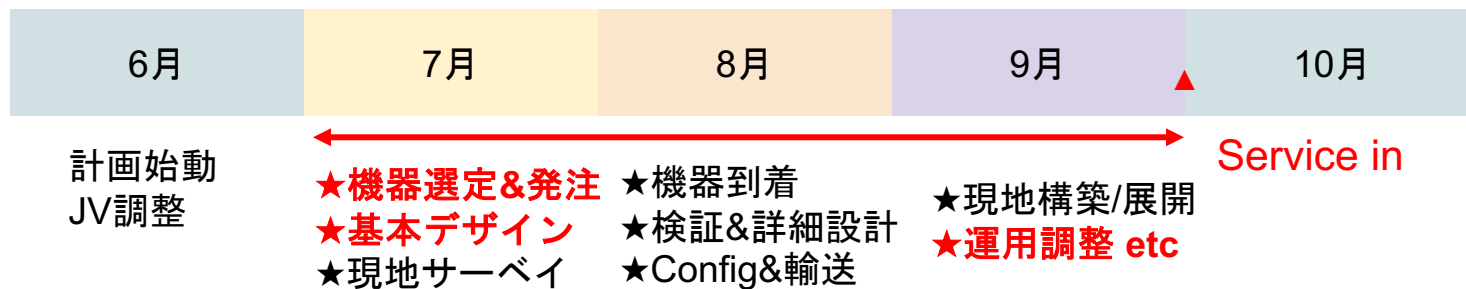 6月
7月
8月
9月
10月
計画始動
JV調整
★機器選定&発注
★基本デザイン
★現地サーベイ
★機器到着
★検証&詳細設計
★Config&輸送
★現地構築/展開
★運用調整 etc
Service in